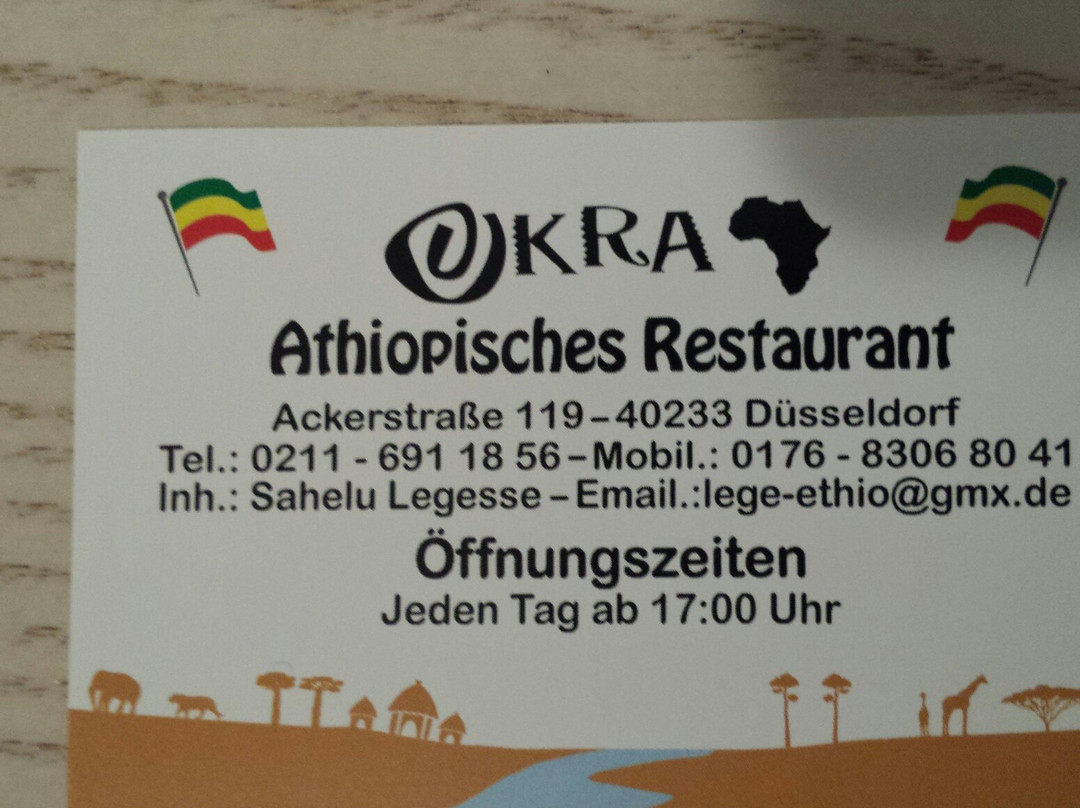 OKRA
Athiopisches Restaurant
Ackerstraße 119 – 40233 Düsseldorf
Tel.: 0211 - 691 18 56 – Mobil.: 0176 - 8306 80 41
Inh.: Sahelu Legesse – Email.:lege-ethio@gmx.de
Öffnungszeiten
Jeden Tag ab 17:00 Uhr